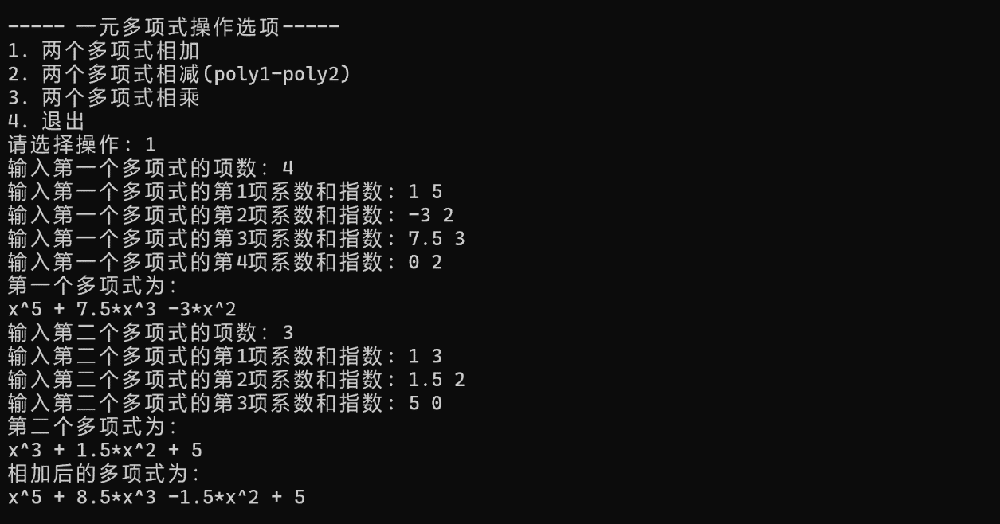 ----- 一元多项式操作选项-----
1. 两个多项式相加
2. 两个多项式相减(poly1-poly2)
3. 两个多项式相乘
4. 退出
请选择操作: 1
输入第一个多项式的项数: 4
输入第一个多项式的第1项系数和指数: 1 5
输入第一个多项式的第2项系数和指数: -3 2
输入第一个多项式的第3项系数和指数: 7.5 3
输入第一个多项式的第4项系数和指数: 0 2
第一个多项式为:
x^5 + 7.5*x^3 -3*x^2
输入第二个多项式的项数: 3
输入第二个多项式的第1项系数和指数: 1 3
输入第二个多项式的第2项系数和指数: 1.5 2
输入第二个多项式的第3项系数和指数: 5 0
第二个多项式为:
x^3 + 1.5*x^2 + 5
相加后的多项式为:
x^5 + 8.5*x^3 -1.5*x^2 + 5